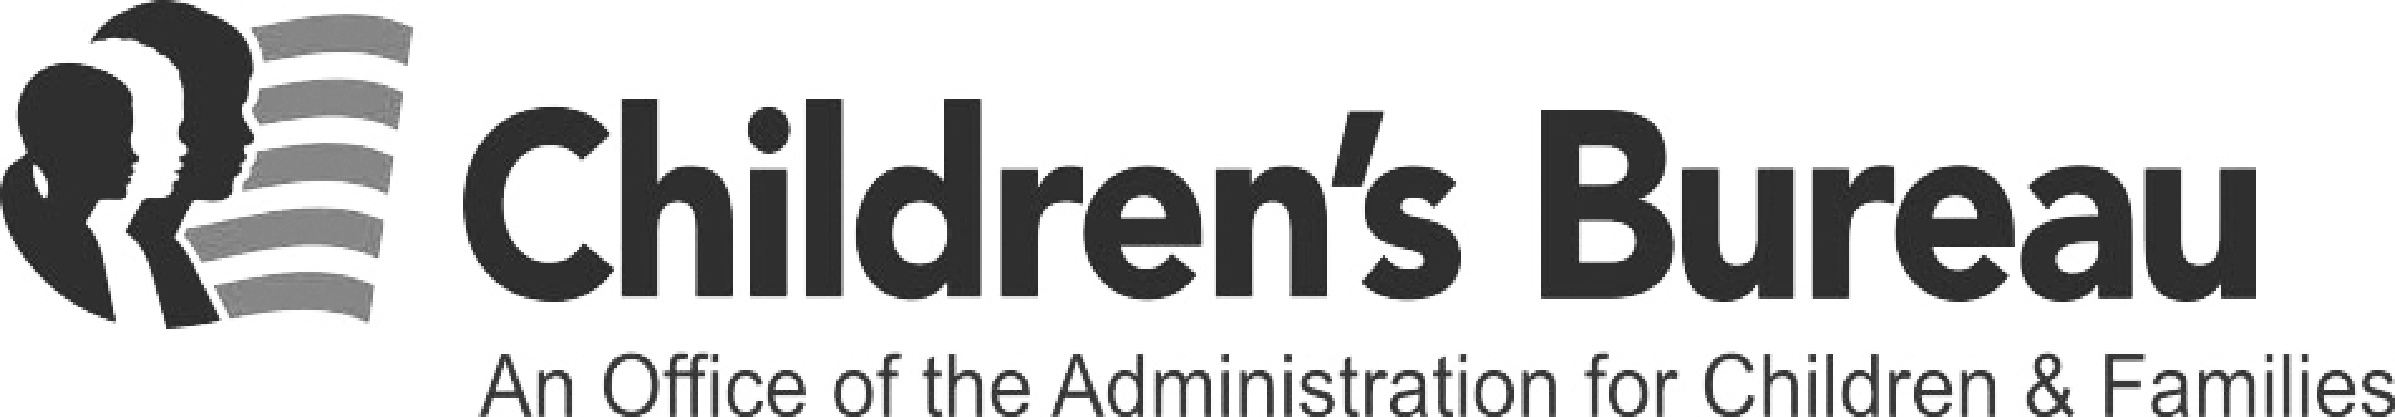 Children's Bureau
An Office of the Administration for Children & Families